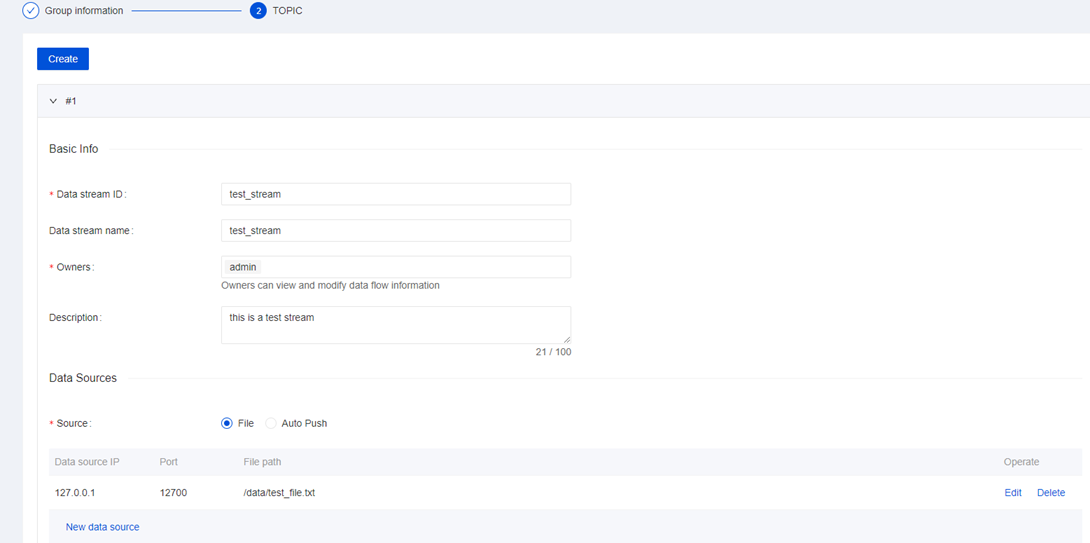 Group information 2 TOPIC
Create
#1
Basic Info
* Data stream ID: test_stream
Data stream name: test_stream
* Owners: admin
Owners can view and modify data flow information
Description: this is a test stream
21 / 100
Data Sources
* Source: File Auto Push
Data source IP Port File path Operate
127.0.0.1 12700 /data/test_file.txt Edit Delete
New data source